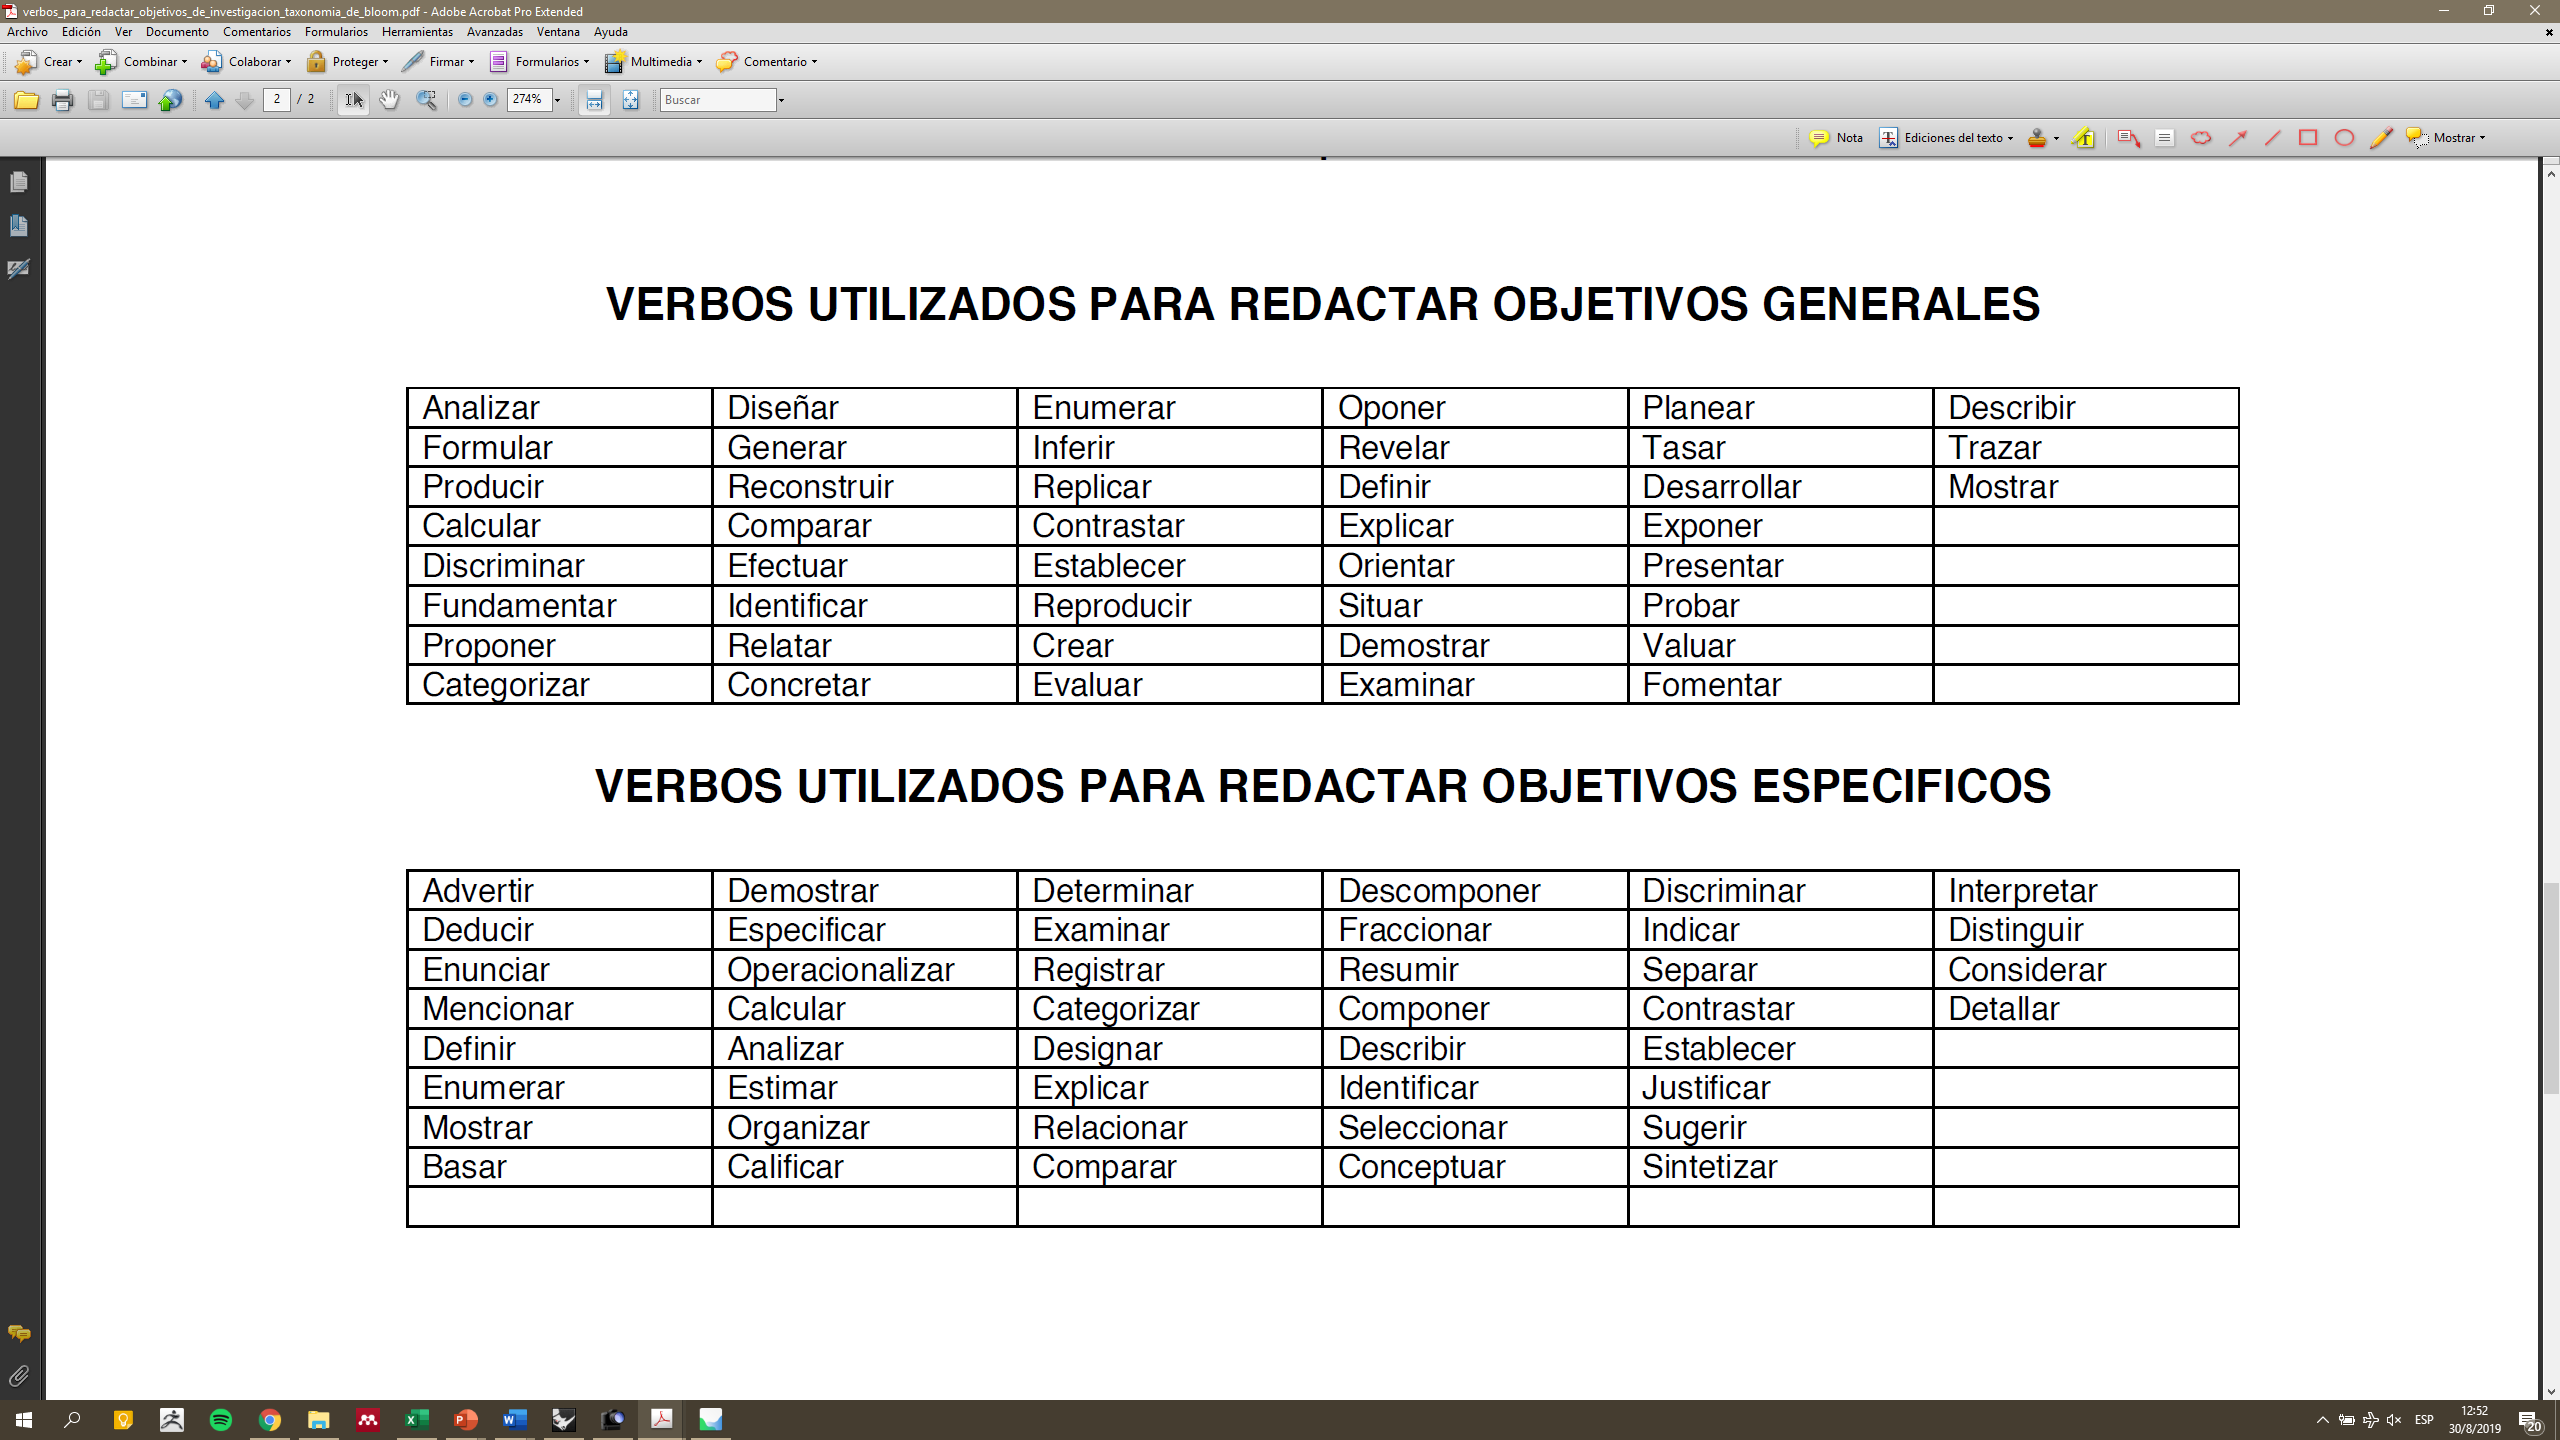 verbos_para_redactar_objetivos_de_investigacion_taxonomia_de_bloom.pdf - Adobe Acrobat Pro Extended
Archivo Edición Ver Documento Comentarios Formularios Herramientas Avanzadas Ventana Ayuda
Crear Combinar Colaborar Proteger Firmar Formularios Multimedia Comentario
2 / 2 274% Buscar
Nota Ediciones del texto Mostrar
VERBOS UTILIZADOS PARA REDACTAR OBJETIVOS GENERALES
Analizar Diseñar Enumerar Oponer Planear Describir
Formular Generar Inferir Revelar Tasar Trazar
Producir Reconstruir Replicar Definir Desarrollar Mostrar
Calcular Comparar Contrastar Explicar Exponer
Discriminar Efectuar Establecer Orientar Presentar
Fundamentar Identificar Reproducir Situar Probar
Proponer Relatar Crear Demostrar Valuar
Categorizar Concretar Evaluar Examinar Fomentar
VERBOS UTILIZADOS PARA REDACTAR OBJETIVOS ESPECIFICOS
Advertir Demostrar Determinar Descomponer Discriminar Interpretar
Deducir Especificar Examinar Fraccionar Indicar Distinguir
Enunciar Operacionalizar Registrar Resumir Separar Considerar
Mencionar Calcular Categorizar Componer Contrastar Detallar
Definir Analizar Designar Describir Establecer
Enumerar Estimar Explicar Identificar Justificar
Mostrar Organizar Relacionar Seleccionar Sugerir
Basar Calificar Comparar Conceptuar Sintetizar
ESP 12:52
30/8/2019 20